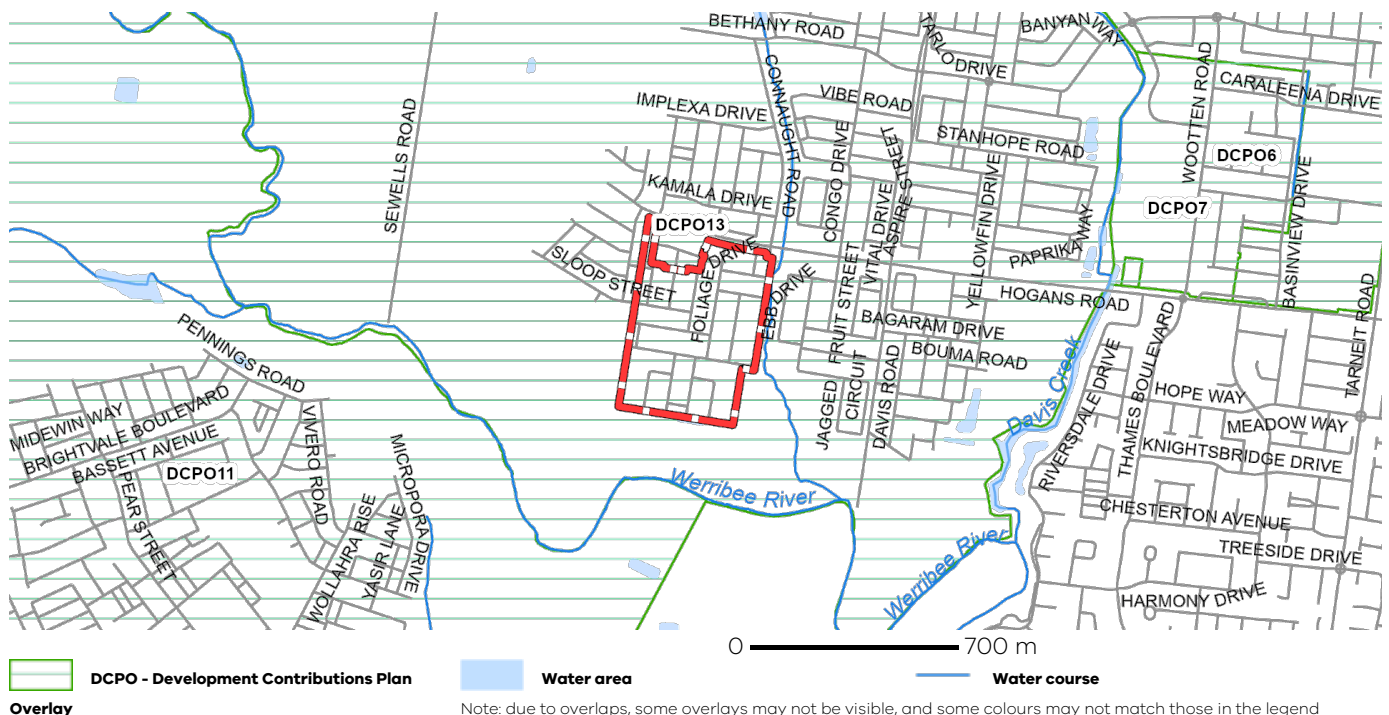 BETHANY ROAD
TARLO DRIVE
BANYAN WAY
CONNAUGHT ROAD
WOOTTEN ROAD
CARALEENA DRIVE
IMPLEXA DRIVE
VIBE ROAD
SEWELLS ROAD
STANHOPE ROAD
DCPO6
CONGO DRIVE
ASPIRE STREET
VITAL DRIVE
YELLOWFIN DRIVE
BASINVIEW DRIVE
KAMALA DRIVE
DCPO7
DCPO13
PAPRIKA WAY
SLOOP STREET
FOLIAGE DRIVE
EBB DRIVE
FRUIT STREET
HOGANS ROAD
TARNEIT ROAD
BAGARAM DRIVE
BOUMA ROAD
PENNINGS ROAD
Davis Creek
RIVERSDALE DRIVE
THAMES BOULEVARD
HOPE WAY
MEADOW WAY
JAGGED
CIRCUIT
DAVIS ROAD
MIDEWIN WAY
BRIGHTVALE BOULEVARD
BASSETT AVENUE
DCPO11
PEAR STREET
VIVERO ROAD
MICROPORA DRIVE
KNIGHTSBRIDGE DRIVE
Werribee River
CHESTERTON AVENUE
WOLLAHRA RISE
YASIR LANE
Werribee River
TREESIDE DRIVE
HARMONY DRIVE
0 700 m
DCPO - Development Contributions Plan
Overlay
Water area
Water course
Note: due to overlaps, some overlays may not be visible, and some colours may not match those in the legend